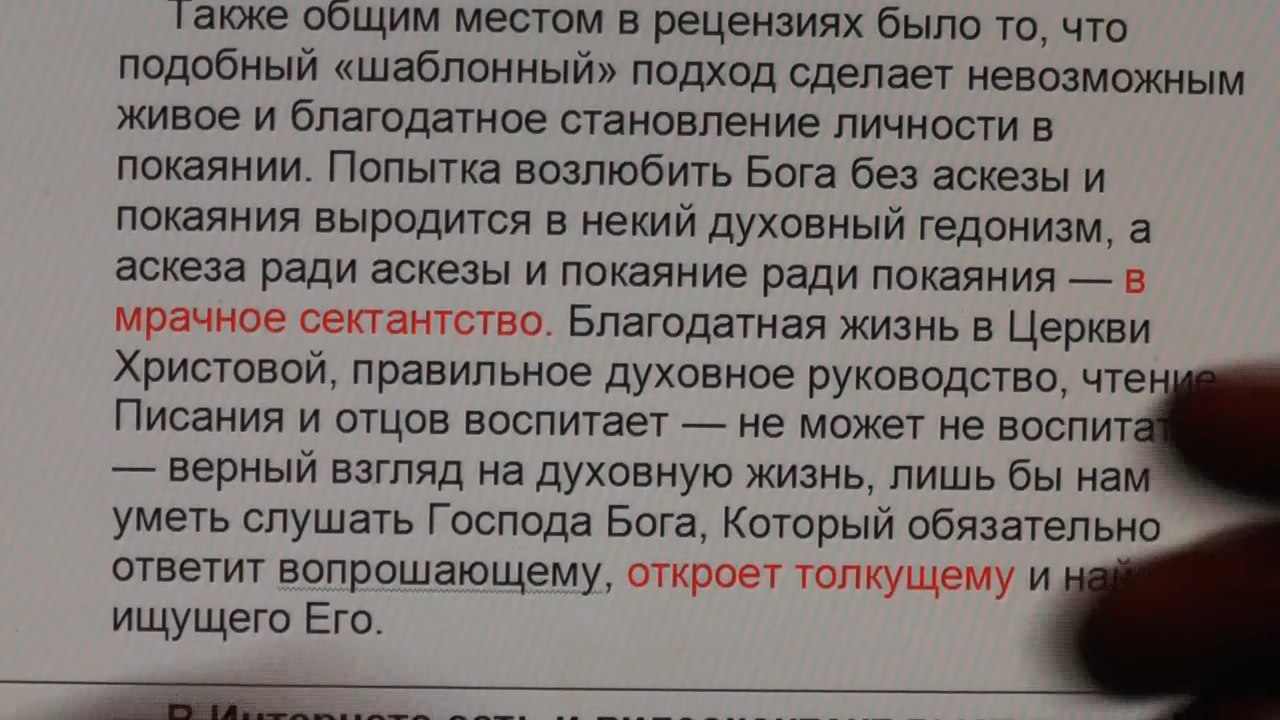 Также общим местом в рецензиях было то, что
подобный «шаблонный» подход сделает невозможным
живое и благодатное становление личности в
покаянии. Попытка возлюбить Бога без аскезы и
покаяния выродится в некий духовный гедонизм, а
аскеза ради аскезы и покаяние ради покаяния — в
мрачное сектантство. Благодатная жизнь в Церкви
Христовой, правильное духовное руководство, чтение
Писания и отцов воспитает — не может не
— верный взгляд на духовную жизнь, лишь бы нам
уметь слушать Господа Бога, Который обязательно
ответит вопрошающему, откроет толкущему и
ищущего Его.